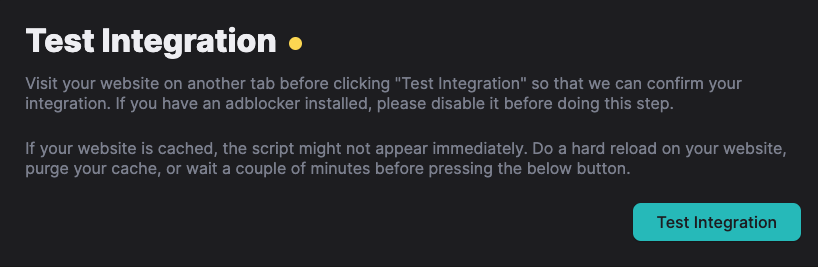 Test Integration
Visit your website on another tab before clicking "Test Integration" so that we can confirm your
integration. If you have an adblocker installed, please disable it before doing this step.
If your website is cached, the script might not appear immediately. Do a hard reload on your website,
purge your cache, or wait a couple of minutes before pressing the below button.
Test Integration